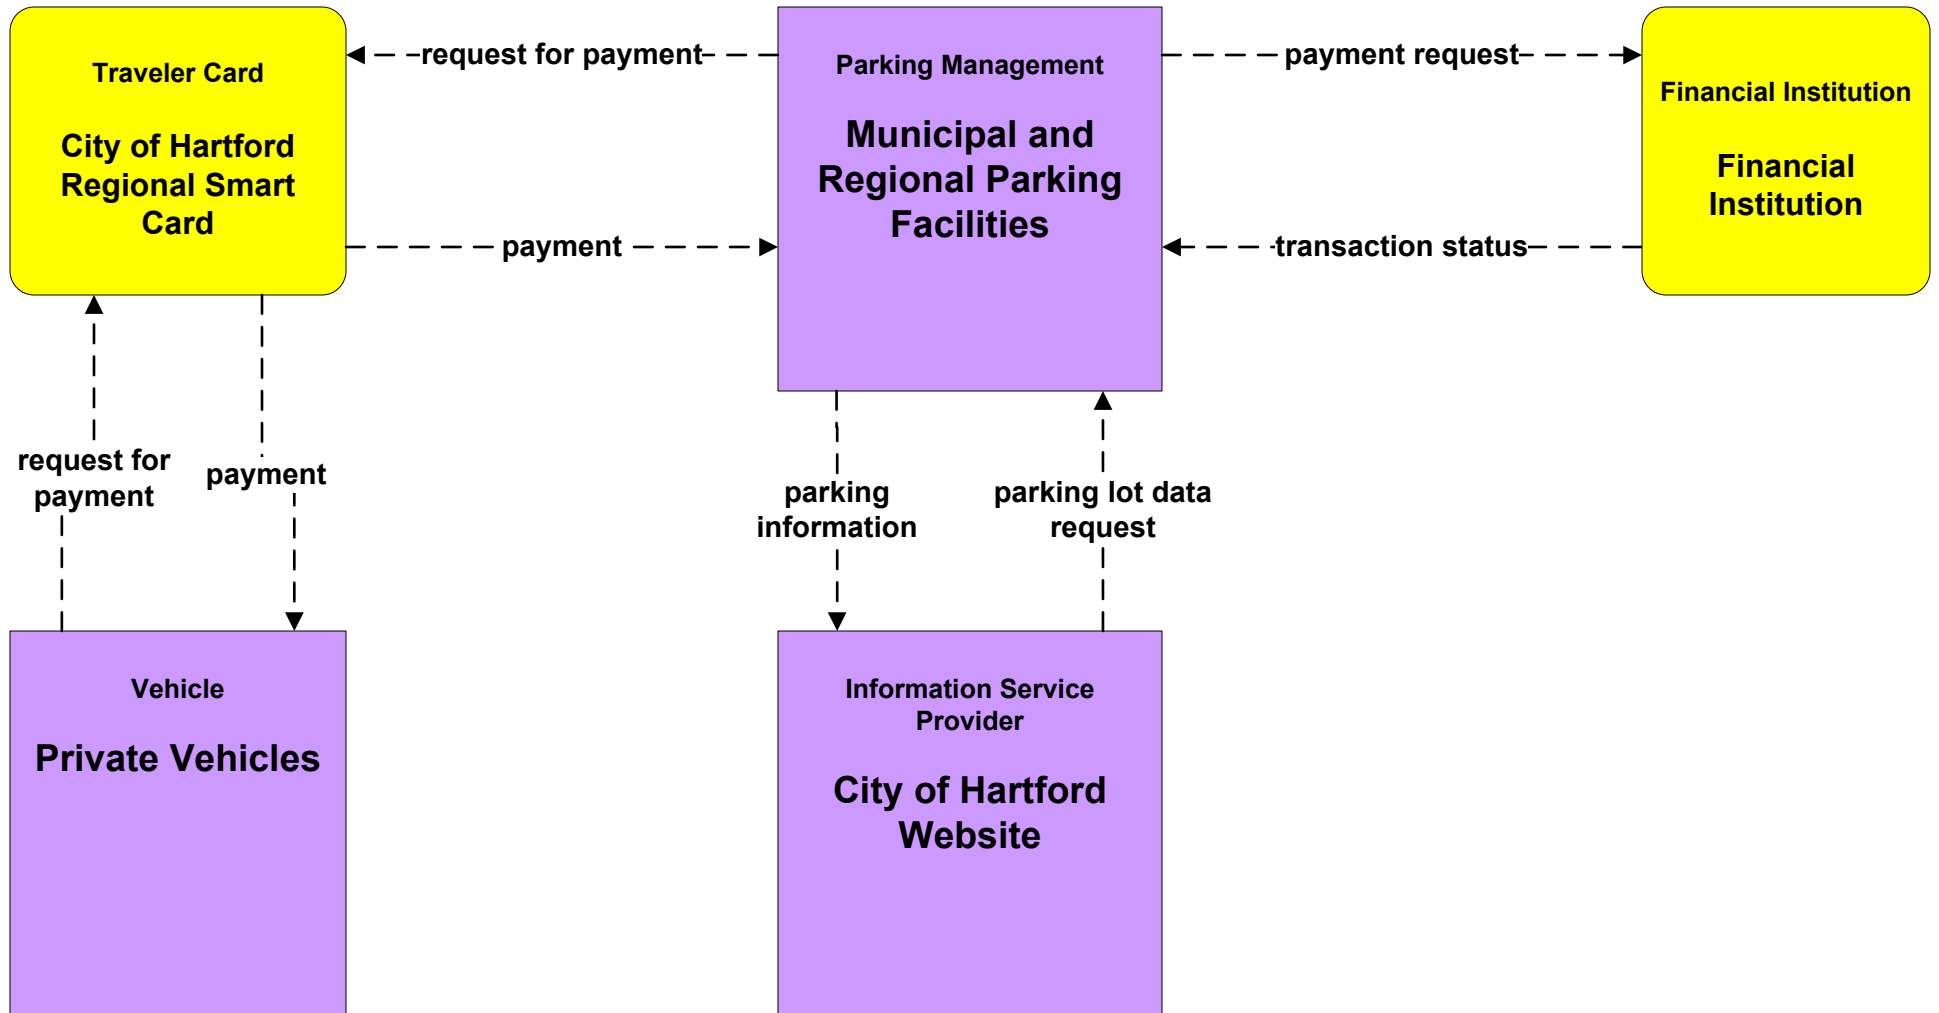 Traveler Card
City of Hartford
Regional Smart
Card
request for payment
Parking Management
Municipal and
Regional Parking
Facilities
payment request
Financial Institution
Financial
Institution
payment
transaction status
request for
payment
payment
parking
information
parking lot data
request
Vehicle
Private Vehicles
Information Service
Provider
City of Hartford
Website